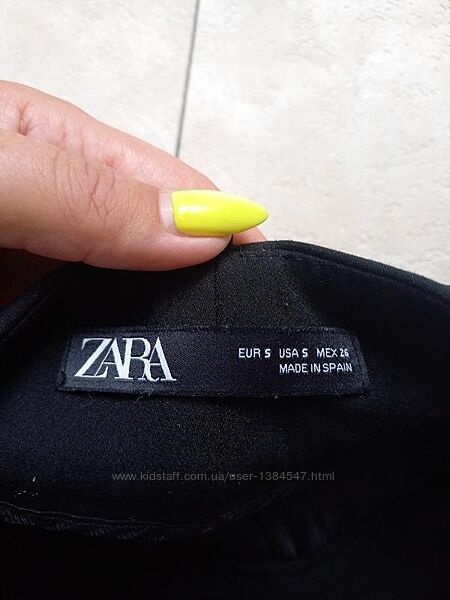 ZARA
EUR S USA S MEX 26
MADE IN SPAIN
www.kidstaff.com.ua/user-1384547.html